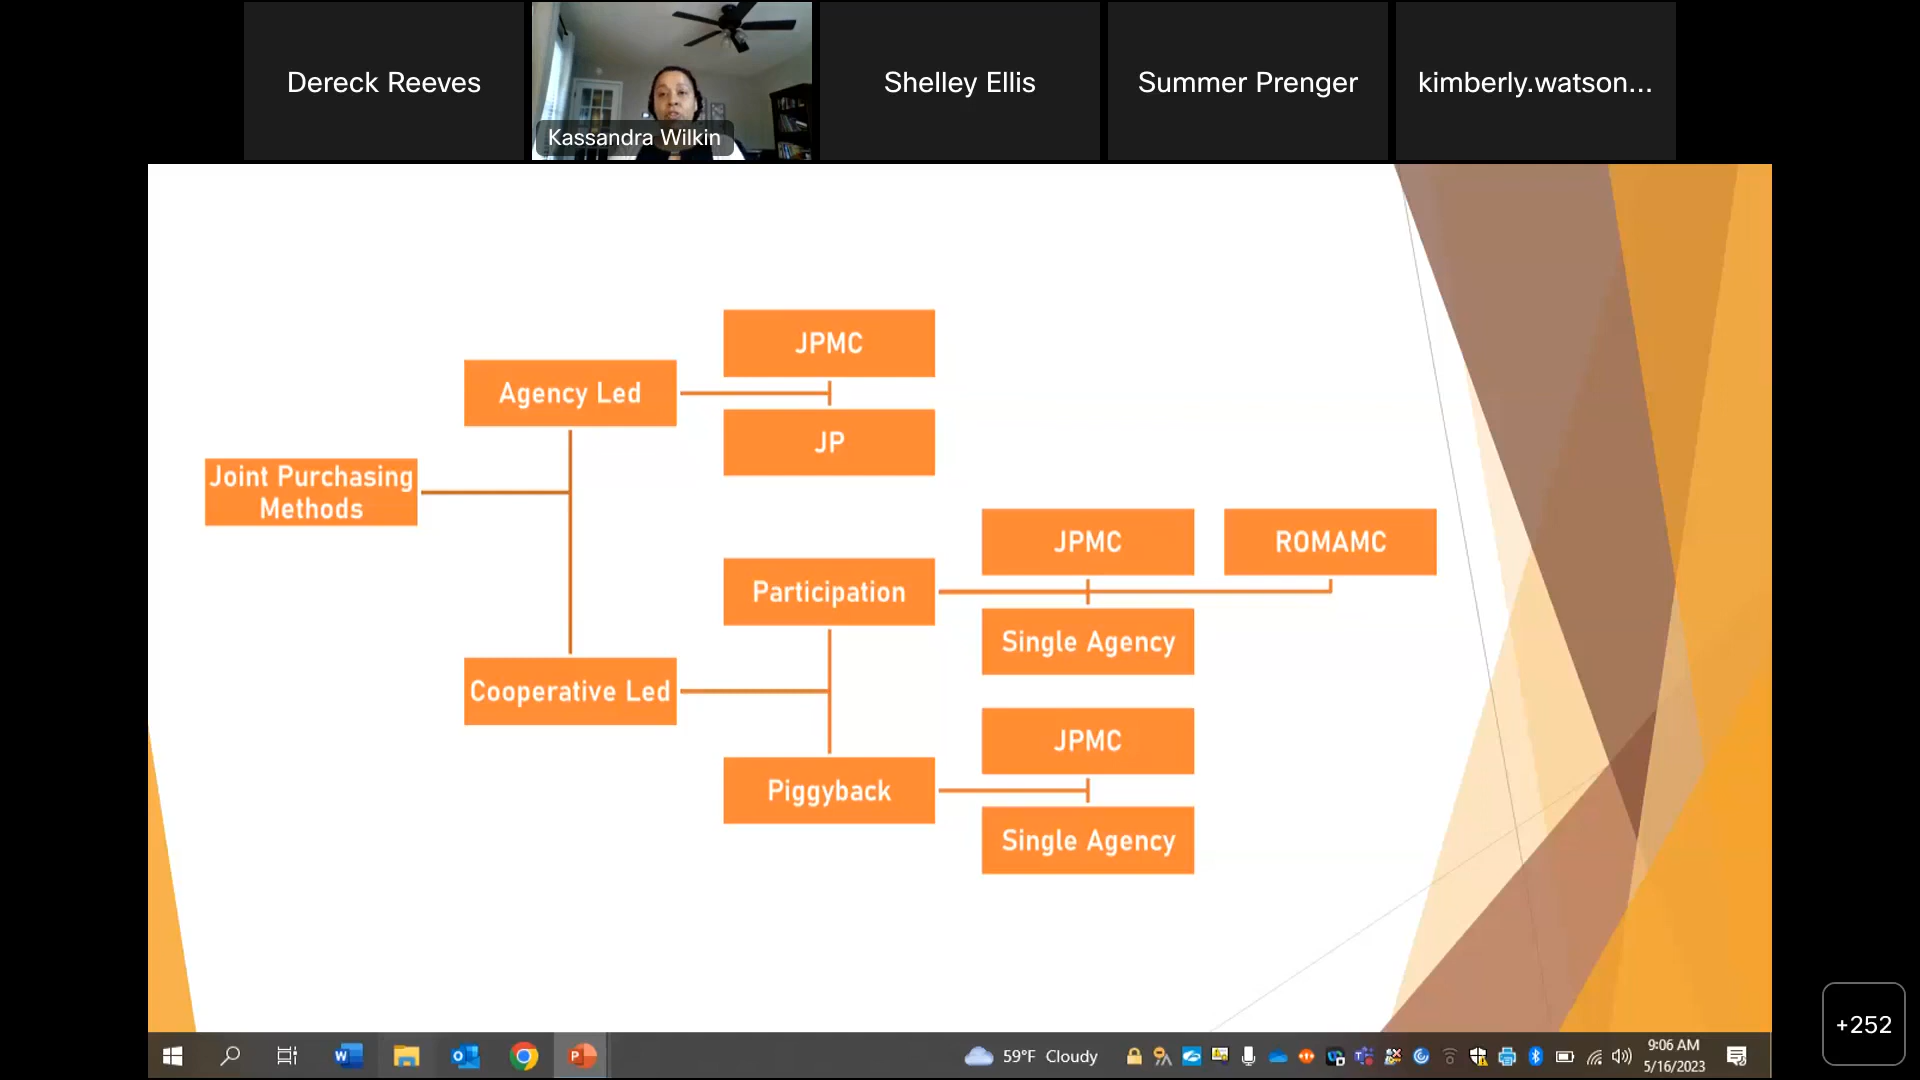 Dereck Reeves
Kassandra Wilkin
Shelley Ellis
Summer Prenger
kimberly.watson...
JPMC
Agency Led
JP
Joint Purchasing
Methods
JPMC
ROMAMC
Participation
Single Agency
Cooperative Led
JPMC
Piggyback
Single Agency
+252
59°F Cloudy
9:06 AM
5/16/2023